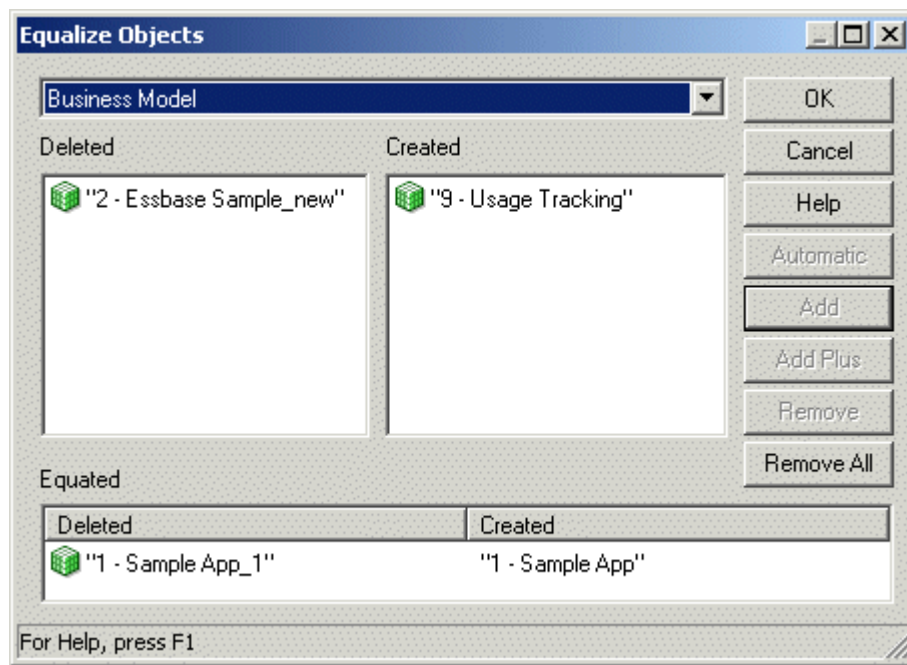 Equalize Objects
Business Model
OK
Deleted
Created
Cancel
"2 - Essbase Sample_new"
"9 - Usage Tracking"
Help
Automatic
Add
Add Plus
Remove
Remove All
Equated
Deleted
Created
"1 - Sample App_1"
"1 - Sample App"
For Help, press F1